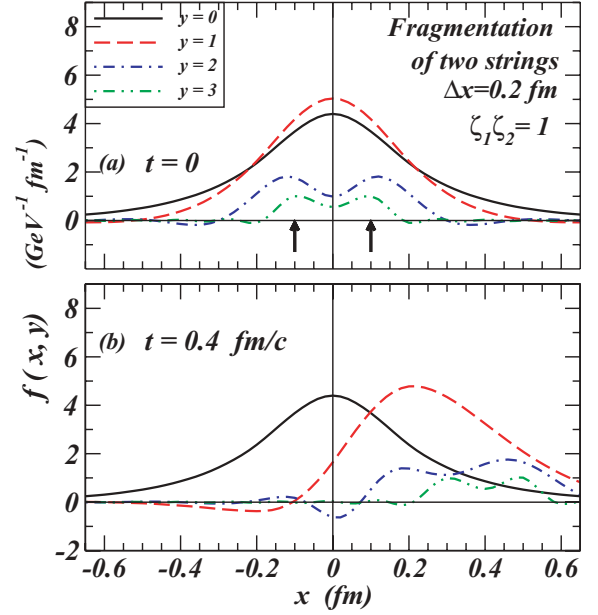 8
6
4
2
0
y = 0
y = 1
y = 2
y = 3
Fragmentation
of two strings
Δx=0.2 fm
ζ₁ζ₂= 1
(a) t = 0
f ( x, y ) (GeV⁻¹ fm⁻¹)
8
6
4
2
0
-2
(b) t = 0.4 fm/c
-0.6 -0.4 -0.2 0 0.2 0.4 0.6
x (fm)